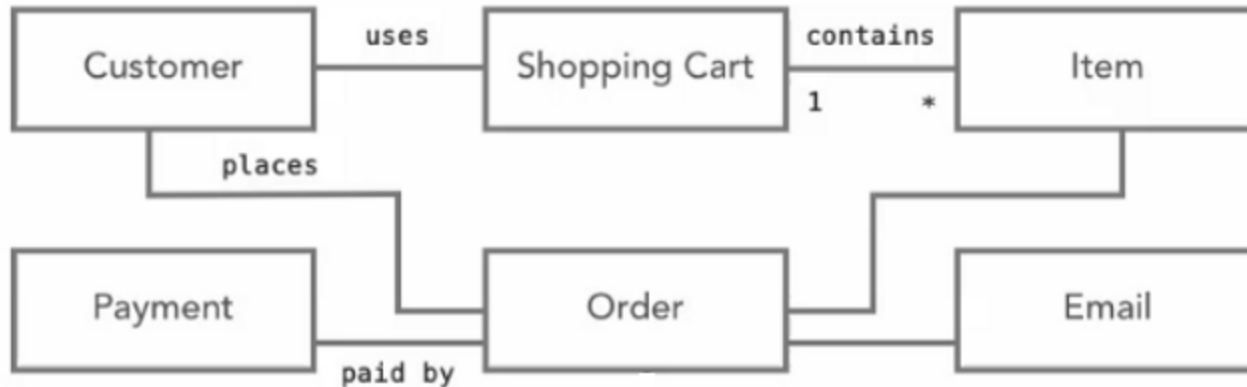 uses
contains
Customer
Shopping Cart
Item
1
*
places
Payment
Order
Email
paid by